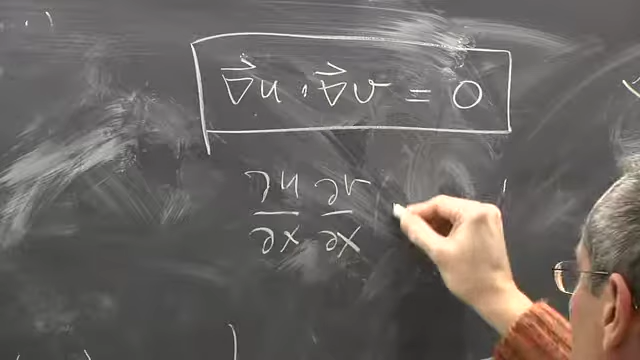 ∇⃗u · ∇⃗v = 0
∂u/∂x ∂v/∂x